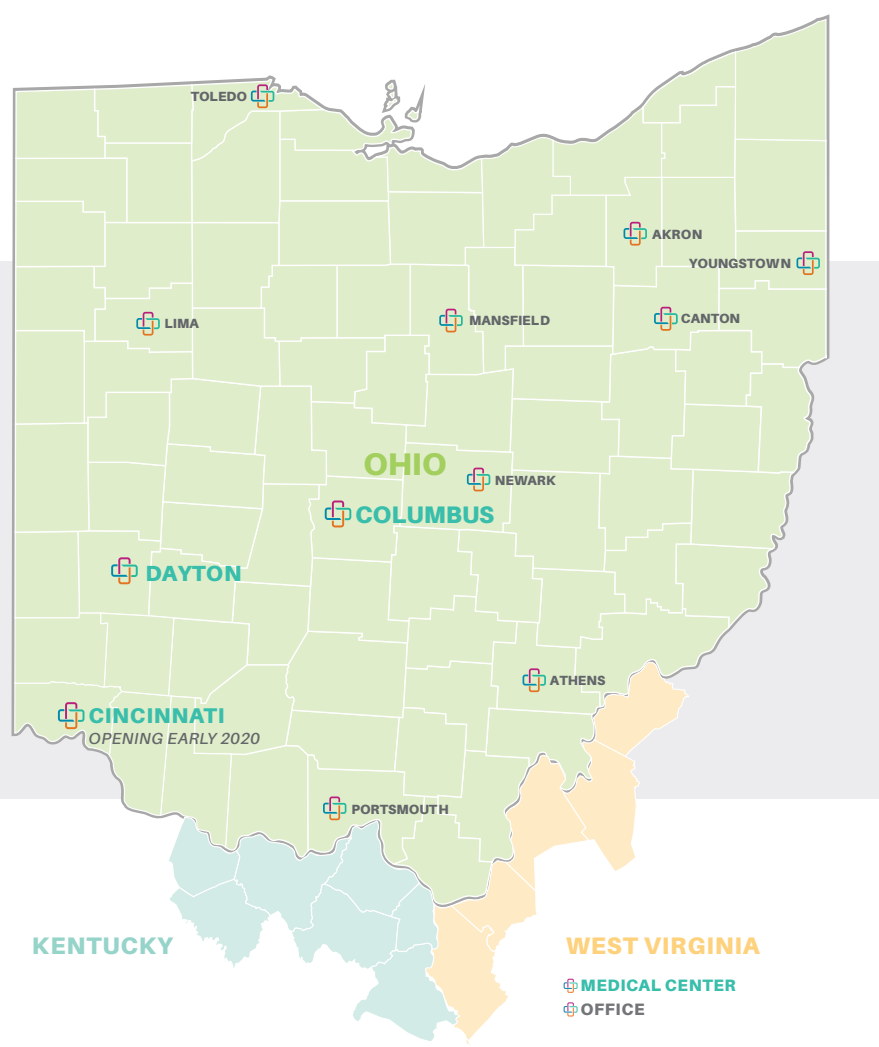 TOLEDO
AKRON
YOUNGSTOWN
LIMA
MANSFIELD
CANTON
OHIO
NEWARK
COLUMBUS
DAYTON
ATHENS
CINCINNATI
OPENING EARLY 2020
PORTSMOUTH
KENTUCKY
WEST VIRGINIA
MEDICAL CENTER
OFFICE